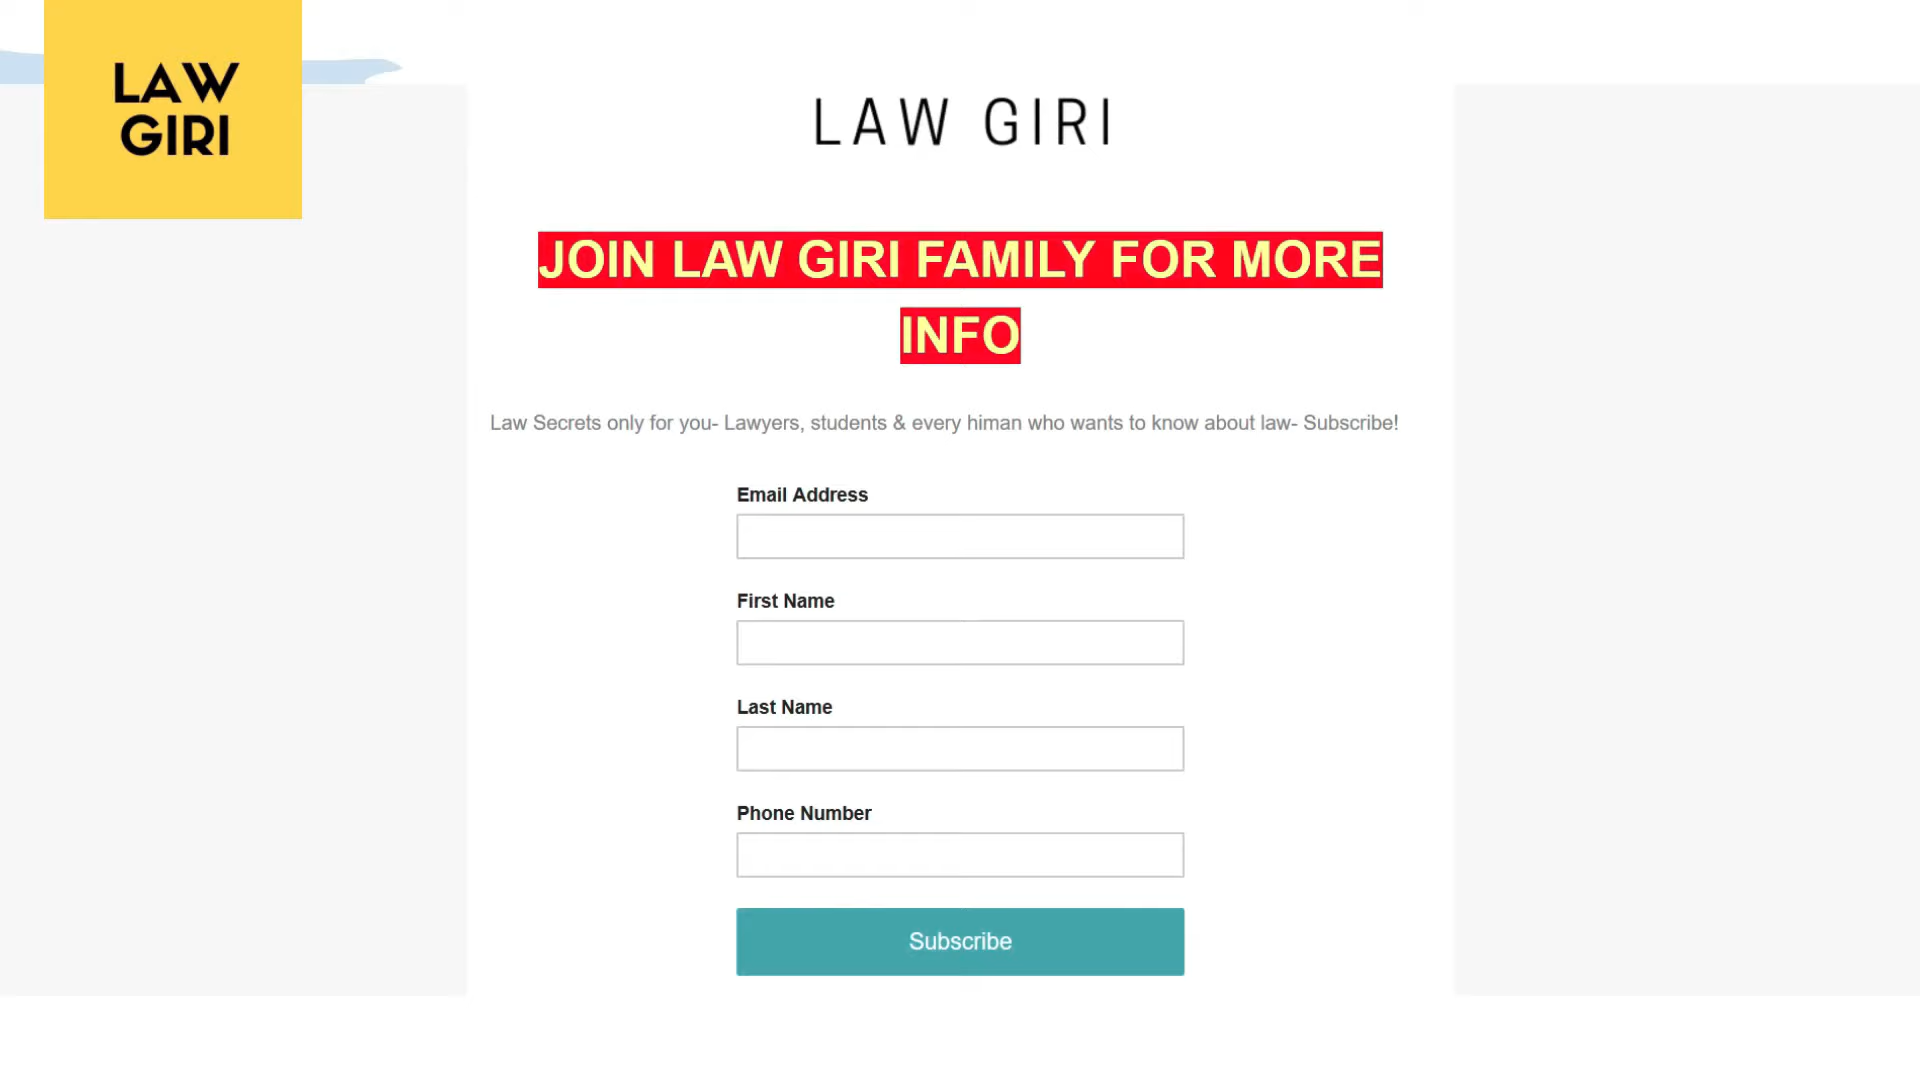 LAW
GIRI
LAW GIRI
JOIN LAW GIRI FAMILY FOR MORE
INFO
Law Secrets only for you- Lawyers, students & every himan who wants to know about law- Subscribe!
Email Address
First Name
Last Name
Phone Number
Subscribe